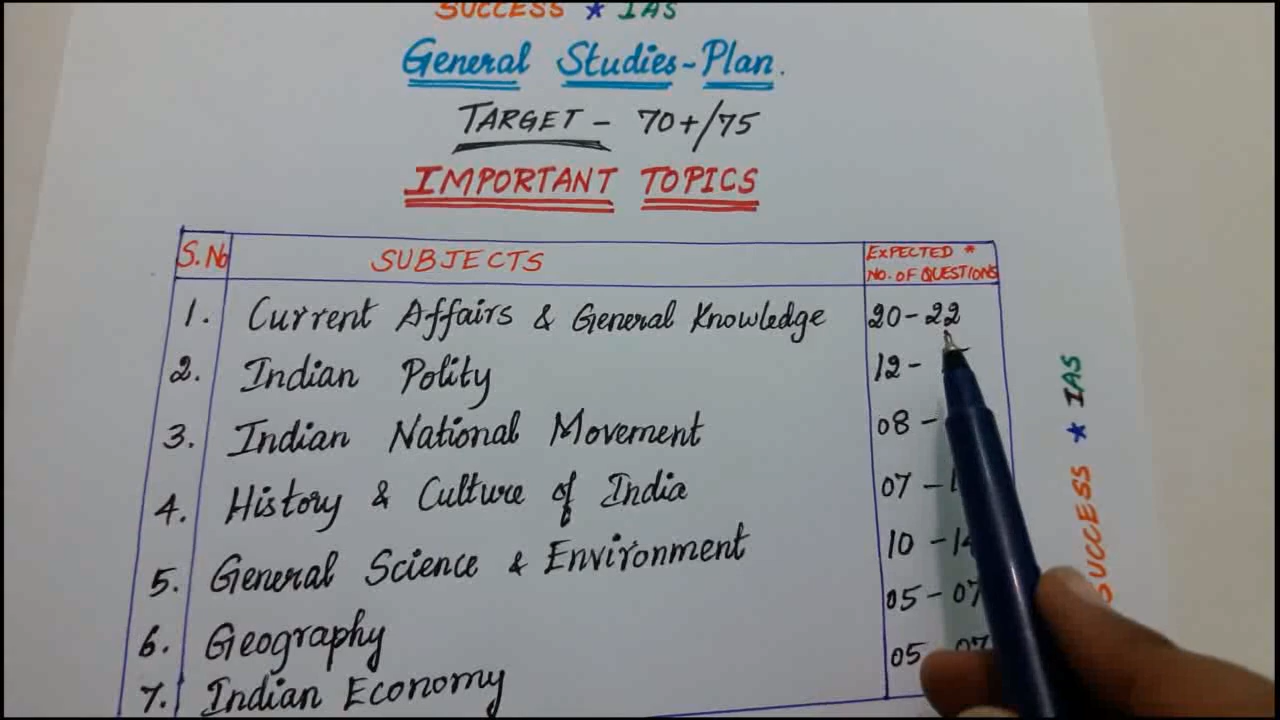 SUCCESS ★ IAS
General Studies-Plan.
TARGET - 70+/75
IMPORTANT TOPICS
S.No SUBJECTS EXPECTED *
NO. OF QUESTIONS
1. Current Affairs & General Knowledge 20-22
2. Indian Polity 12-
3. Indian National Movement 08-
4. History & Culture of India 07-
5. General Science & Environment 10-14
6. Geography 05-07
7. Indian Economy 05-07
SUCCESS ★ IAS